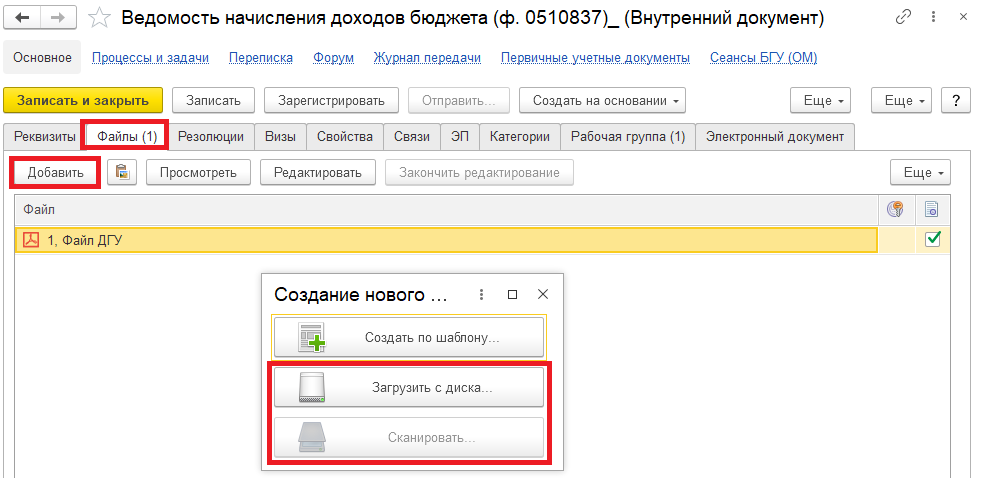 Ведомость начисления доходов бюджета (ф. 0510837)_ (Внутренний документ)
Основное Процессы и задачи Переписка Форум Журнал передачи Первичные учетные документы Сеансы БГУ (ОМ)
Записать и закрыть Записать Зарегистрировать Отправить... Создать на основании Еще Еще ?
Реквизиты Файлы (1) Резолюции Визы Свойства Связи ЭП Категории Рабочая группа (1) Электронный документ
Добавить Просмотреть Редактировать Закончить редактирование Еще
Файл
1, Файл ДГУ
Создание нового ...
Создать по шаблону...
Загрузить с диска...
Сканировать...